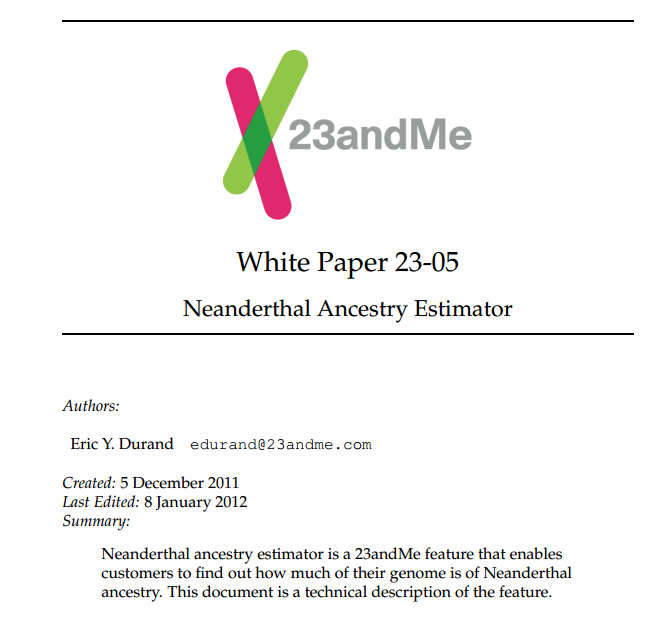 23andMe
White Paper 23-05
Neanderthal Ancestry Estimator
Authors:
Eric Y. Durand edurand@23andme.com
Created: 5 December 2011
Last Edited: 8 January 2012
Summary:
Neanderthal ancestry estimator is a 23andMe feature that enables
customers to find out how much of their genome is of Neanderthal
ancestry. This document is a technical description of the feature.